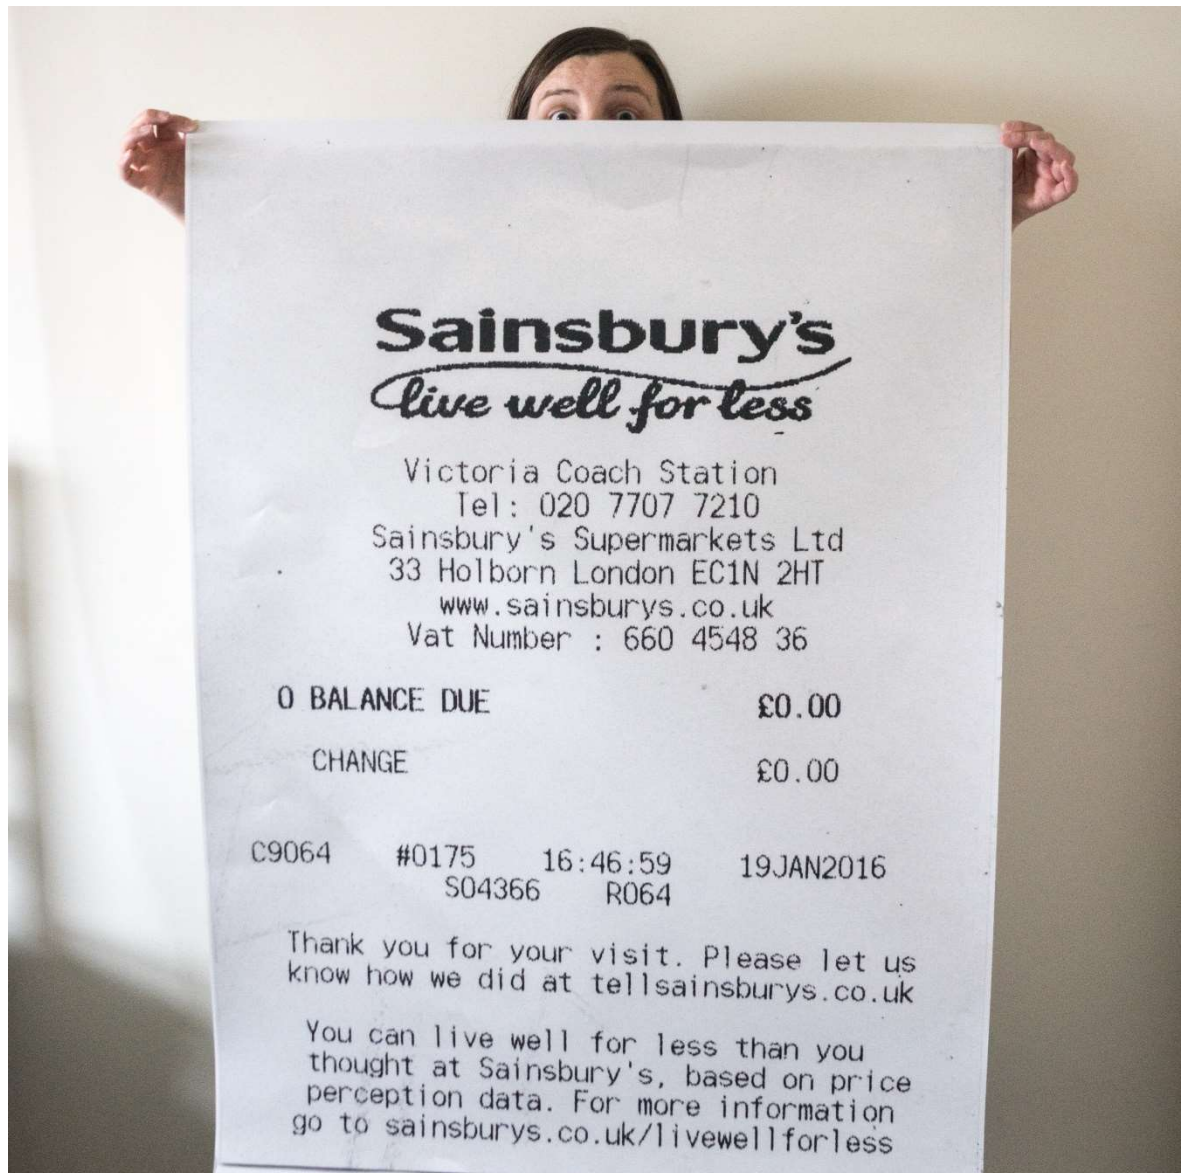 Sainsbury's
live well for less
Victoria Coach Station
Tel: 020 7707 7210
Sainsbury's Supermarkets Ltd
33 Holborn London EC1N 2HT
www.sainsburys.co.uk
Vat Number : 660 4548 36
0 BALANCE DUE £0.00
CHANGE £0.00
C9064 #0175 16:46:59 19JAN2016
S04366 R064
Thank you for your visit. Please let us
know how we did at tellsainsburys.co.uk
You can live well for less than you
thought at Sainsbury's, based on price
perception data. For more information
go to sainsburys.co.uk/livewellforless